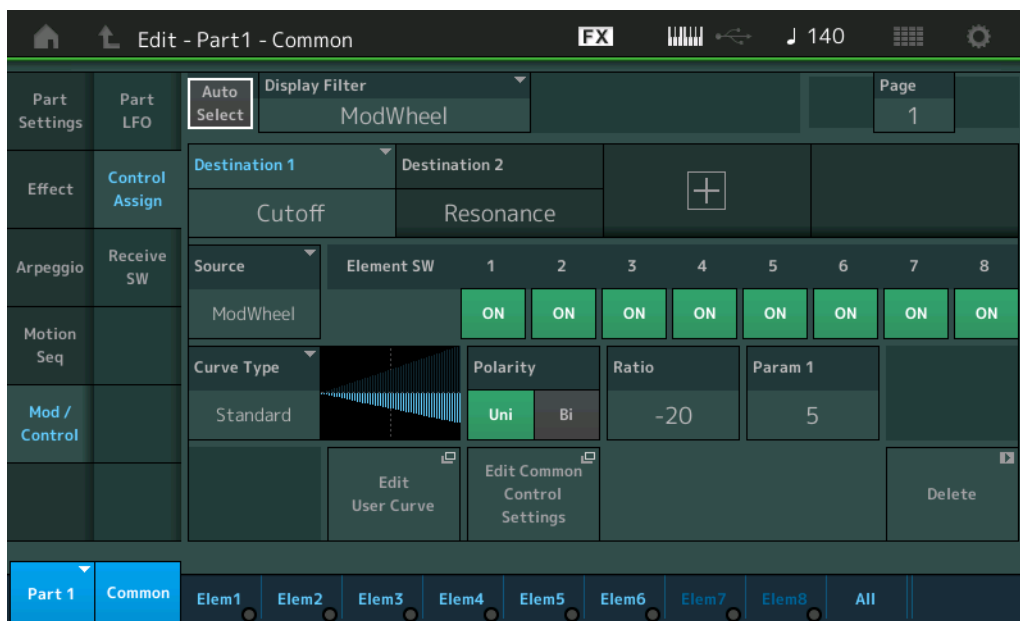 Edit - Part1 - Common FX 140
Part Settings
Part LFO
Auto Select
Display Filter
ModWheel
Page
1
Effect
Control Assign
Destination 1
Cutoff
Destination 2
Resonance
Arpeggio
Receive SW
Source
ModWheel
Element SW 1 2 3 4 5 6 7 8
ON ON ON ON ON ON ON ON
Motion Seq
Curve Type
Standard
Polarity
Uni Bi
Ratio
-20
Param 1
5
Mod / Control
Edit User Curve
Edit Common Control Settings
Delete
Part 1 Common Elem1 Elem2 Elem3 Elem4 Elem5 Elem6 Elem7 Elem8 All